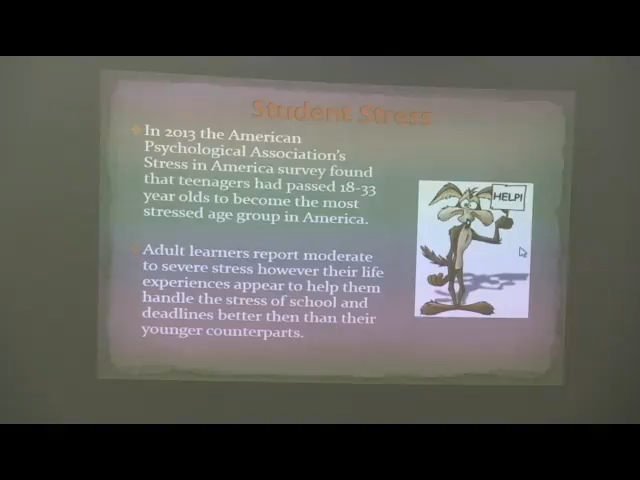 Student Stress
In 2013 the American
Psychological Association's
Stress in America survey found
that teenagers had passed 18-33
year olds to become the most
stressed age group in America.
HELP!
Adult learners report moderate
to severe stress however their life
experiences appear to help them
handle the stress of school and
deadlines better then than their
younger counterparts.